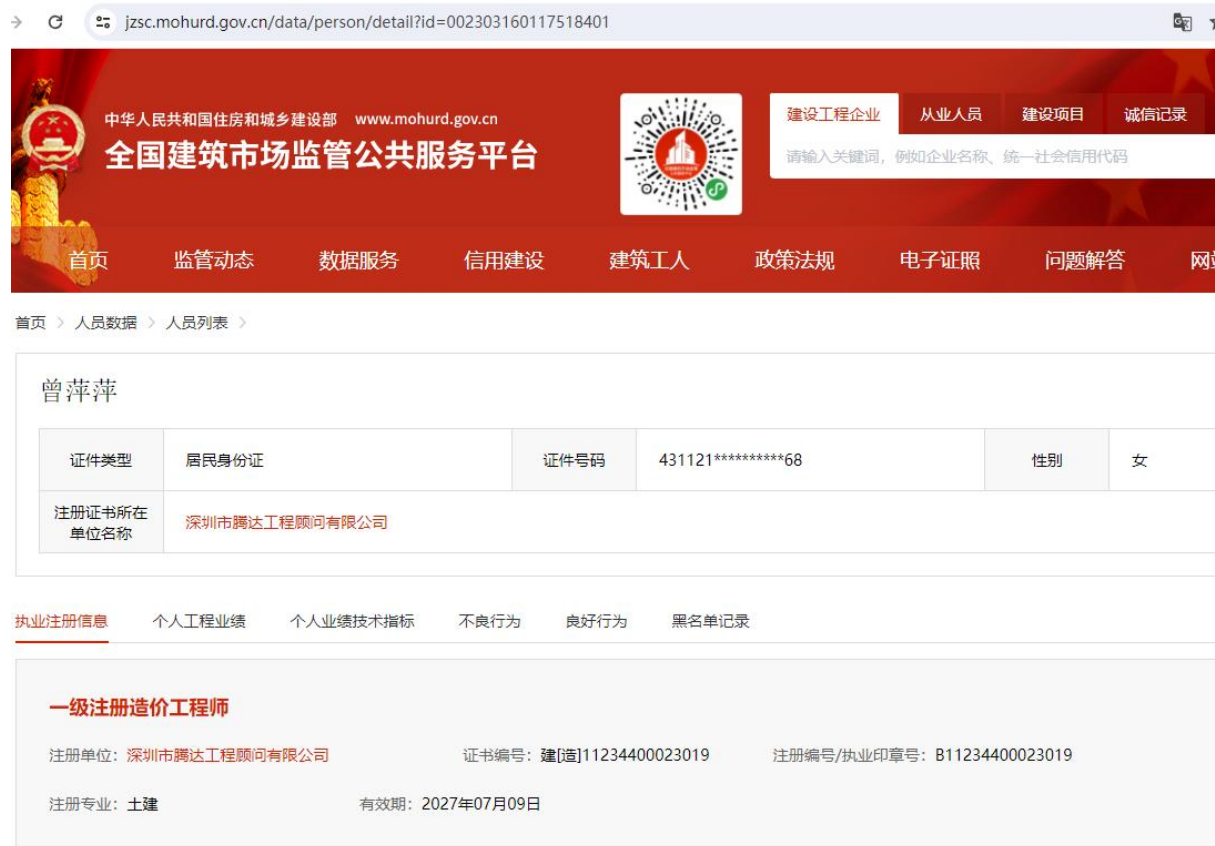 jzsc.mohurd.gov.cn/data/person/detail?id=002303160117518401
中华人民共和国住房和城乡建设部 www.mohurd.gov.cn
全国建筑市场监管公共服务平台
建设工程企业 从业人员 建设项目 诚信记录
请输入关键词，例如企业名称、统一社会信用代码
首页 监管动态 数据服务 信用建设 建筑工人 政策法规 电子证照 问题解答
首页 > 人员数据 > 人员列表 >
曾萍萍
证件类型 居民身份证 证件号码 431121**********68 性别 女
注册证书所在
单位名称
深圳市腾达工程顾问有限公司
执业注册信息 个人工程业绩 个人业绩技术指标 不良行为 良好行为 黑名单记录
一级注册造价工程师
注册单位：深圳市腾达工程顾问有限公司 证书编号：建[造]11234400023019 注册编号/执业印章号：B11234400023019
注册专业：土建 有效期：2027年07月09日